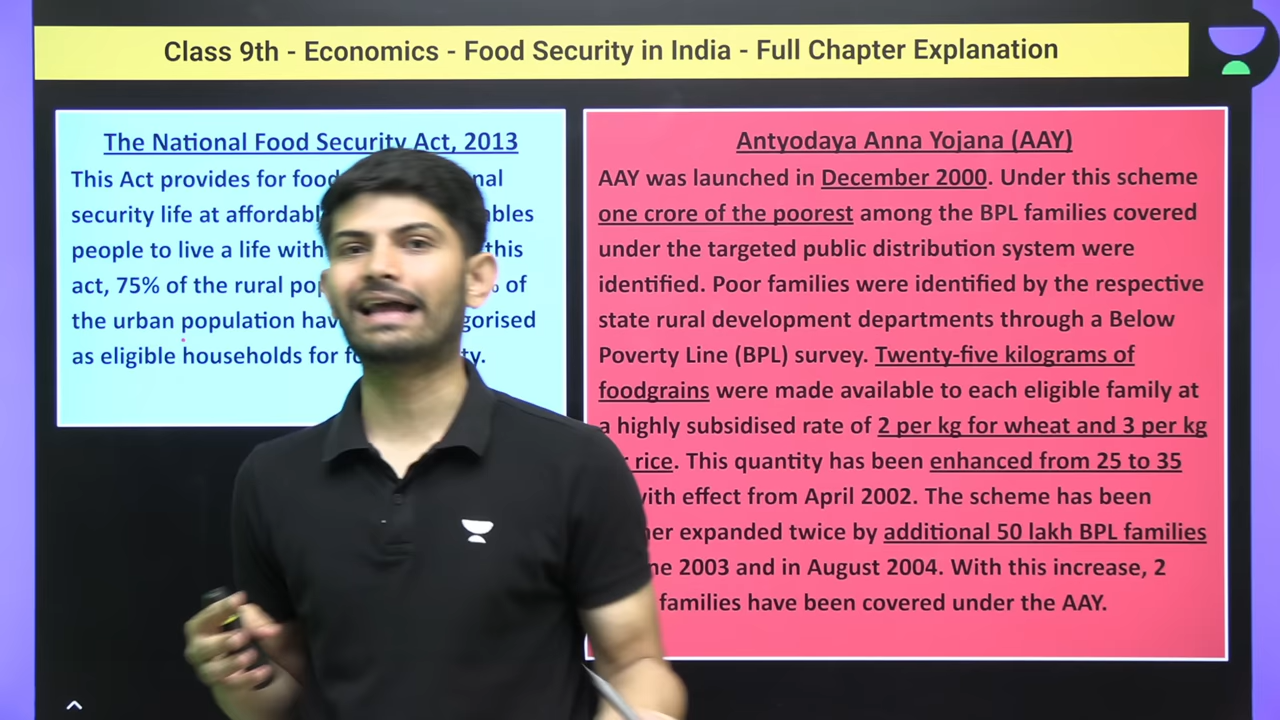 Class 9th - Economics - Food Security in India - Full Chapter Explanation
The National Food Security Act, 2013
This Act provides for food nal
security life at affordabl bles
people to live a life with this
act, 75% of the rural pop % of
the urban population hav gorised
as eligible households for f ty.
Antyodaya Anna Yojana (AAY)
AAY was launched in December 2000. Under this scheme
one crore of the poorest among the BPL families covered
under the targeted public distribution system were
identified. Poor families were identified by the respective
state rural development departments through a Below
Poverty Line (BPL) survey. Twenty-five kilograms of
foodgrains were made available to each eligible family at
a highly subsidised rate of 2 per kg for wheat and 3 per kg
rice. This quantity has been enhanced from 25 to 35
with effect from April 2002. The scheme has been
her expanded twice by additional 50 lakh BPL families
ne 2003 and in August 2004. With this increase, 2
families have been covered under the AAY.